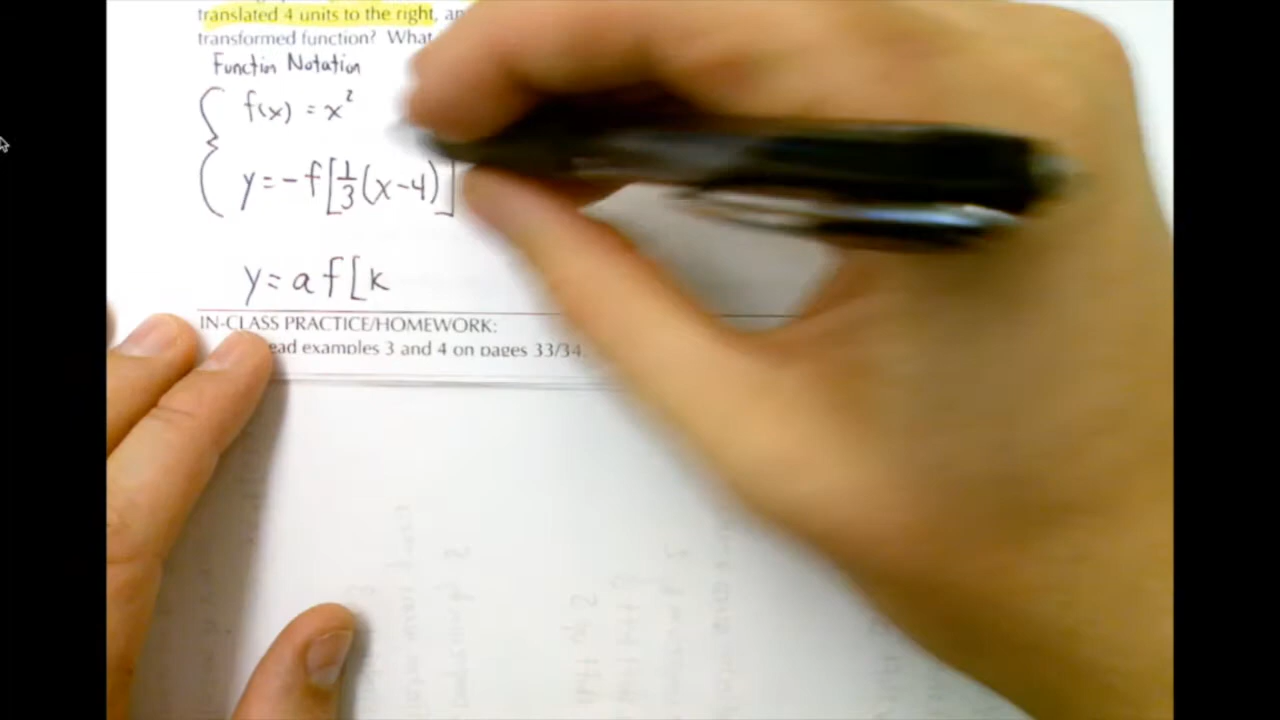 translated 4 units to the right,
transformed function? What
Function Notation
f(x) = x²
y=-f[1/3(x-4)]
y= a f[k
IN-CLASS PRACTICE/HOMEWORK:
ead examples 3 and 4 on pages 33/34.